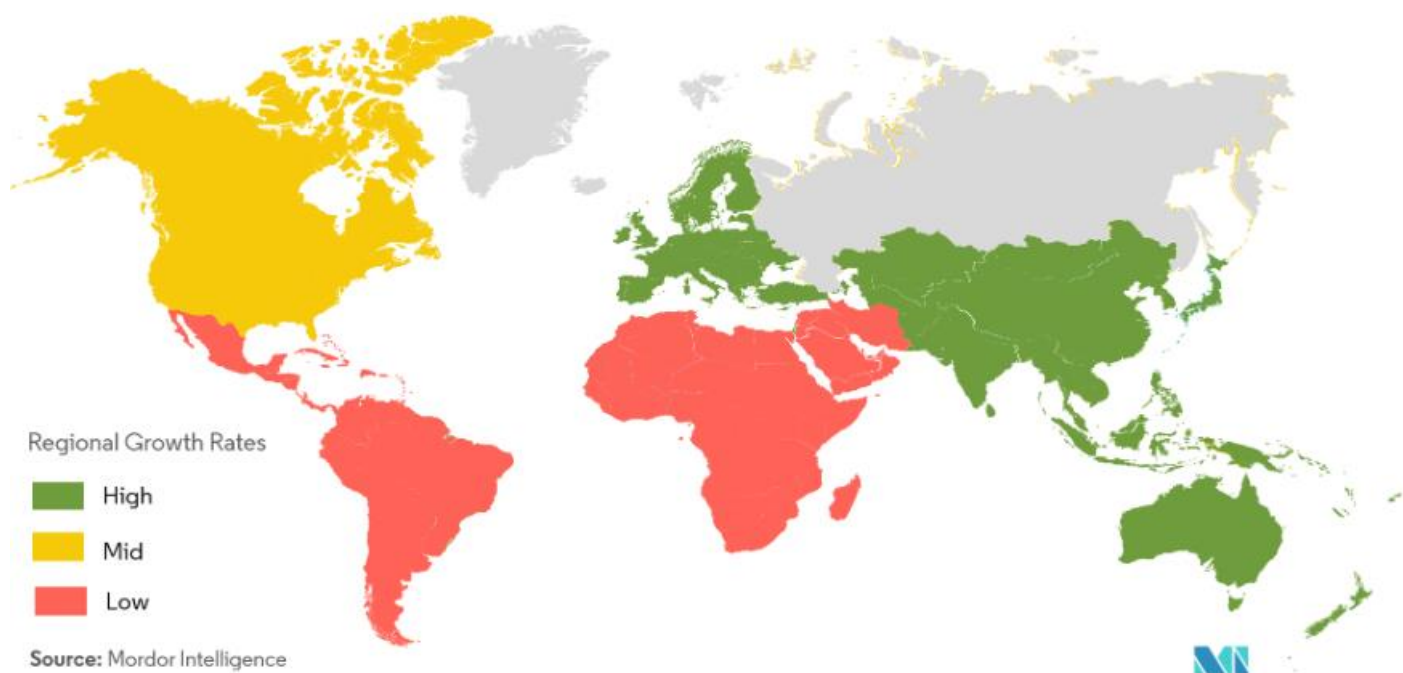 Regional Growth Rates
High
Mid
Low
Source: Mordor Intelligence